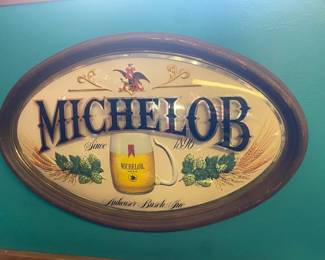 MICHELOB
Since 1896
MICHELOB
Anheuser-Busch, Inc.